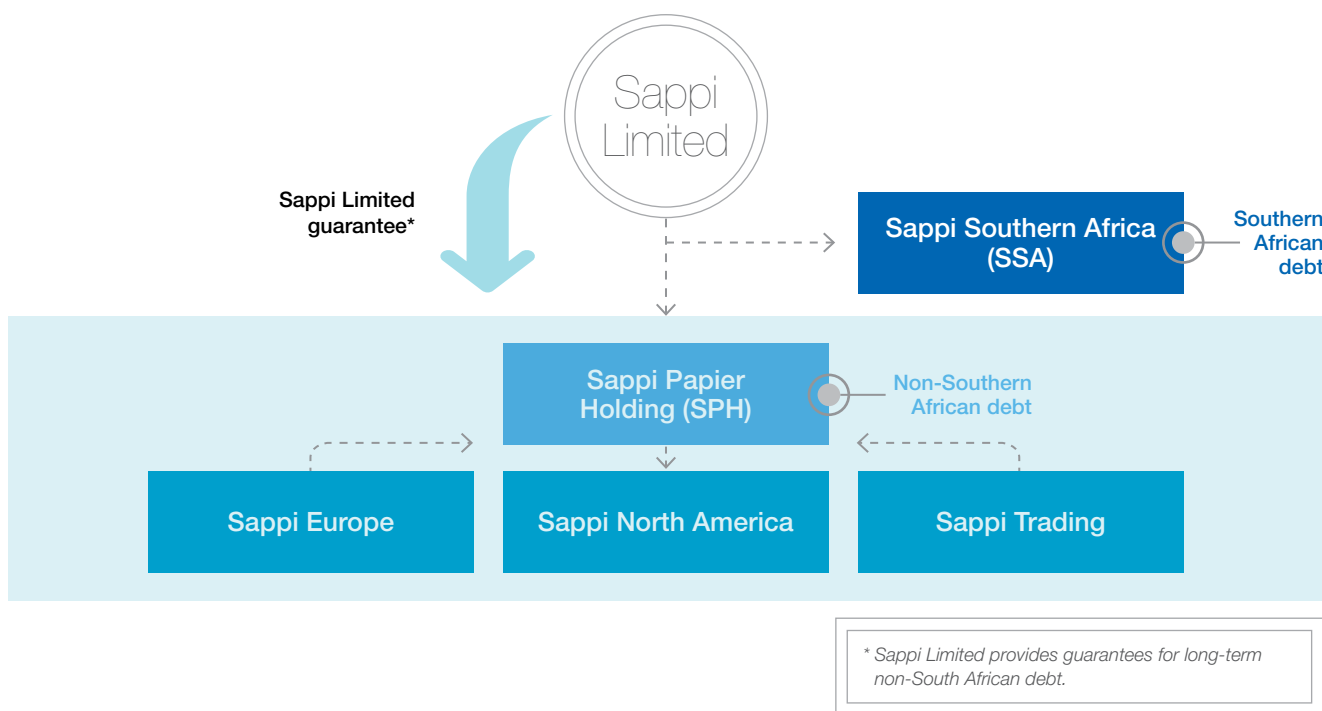 Sappi
Limited
Sappi Limited
guarantee*
Sappi Southern Africa
(SSA)
Southern
African
debt
Sappi Papier
Holding (SPH)
Non-Southern
African debt
Sappi Europe
Sappi North America
Sappi Trading
* Sappi Limited provides guarantees for long-term
non-South African debt.